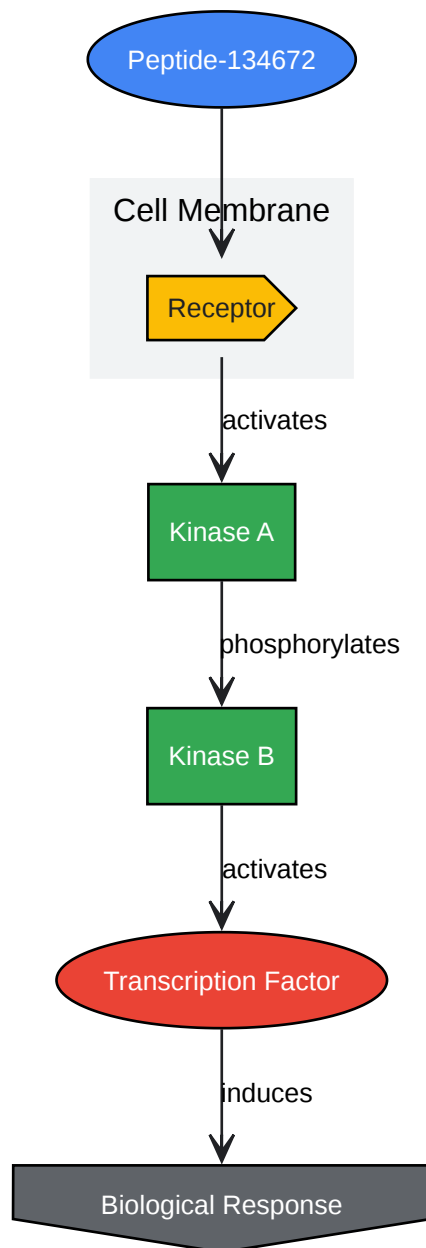 Peptide-134672
Cell Membrane
Receptor
activates
Kinase A
phosphorylates
Kinase B
activates
Transcription Factor
induces
Biological Response